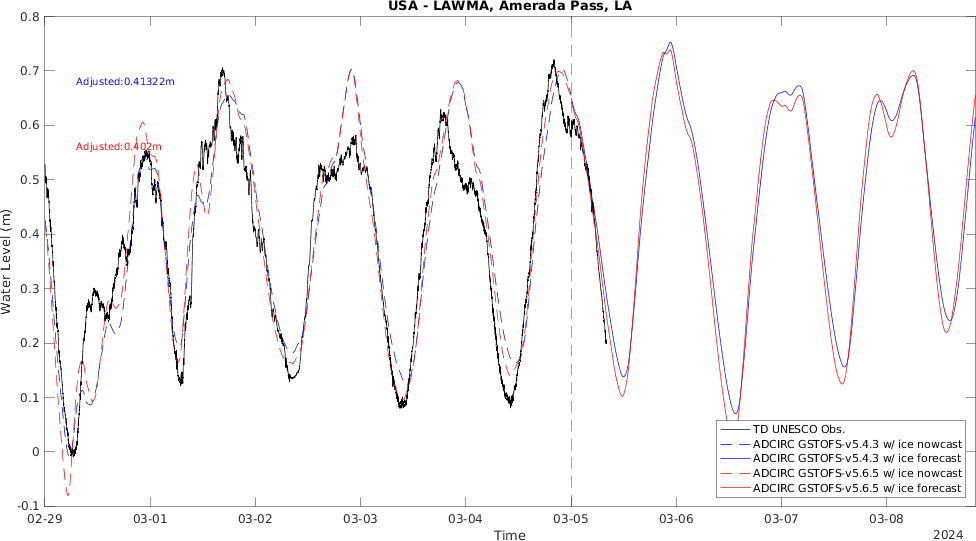 USA - LAWMA, Amerada Pass, LA
0.8
0.7
0.6
0.5
0.4
0.3
0.2
0.1
0
-0.1
Water Level (m)
Adjusted:0.41322m
Adjusted:0.402m
TD UNESCO Obs.
ADCIRC GSTOFS-v5.4.3 w/ ice nowcast
ADCIRC GSTOFS-v5.4.3 w/ ice forecast
ADCIRC GSTOFS-v5.6.5 w/ ice nowcast
ADCIRC GSTOFS-v5.6.5 w/ ice forecast
02-29 03-01 03-02 03-03 03-04 03-05 03-06 03-07 03-08
Time
2024